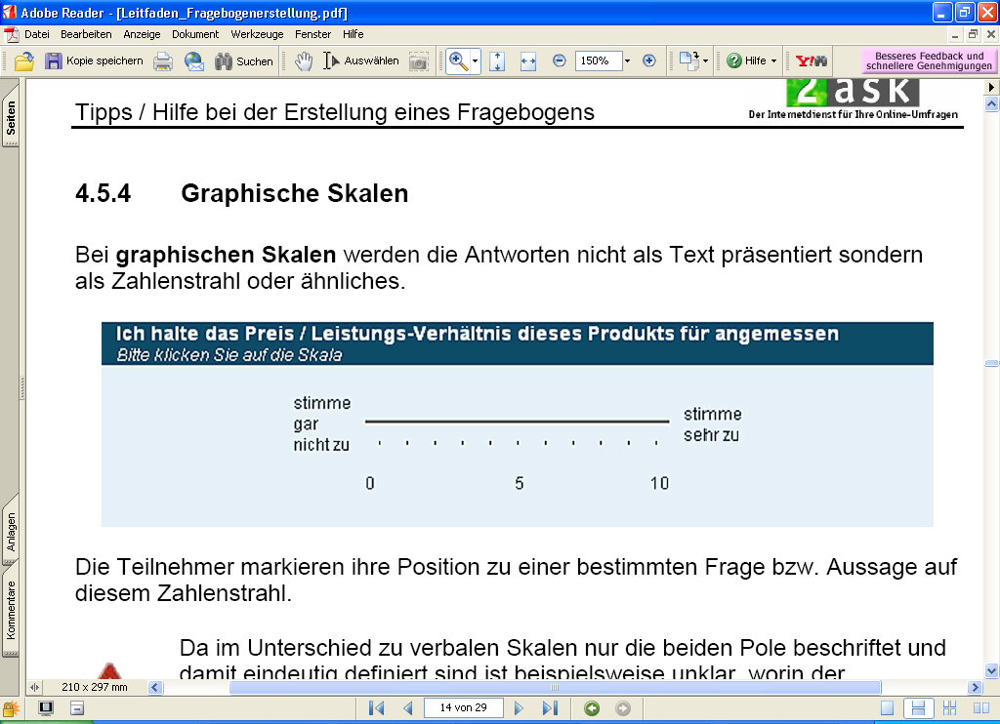 Adobe Reader - [Leitfaden_Fragebogenerstellung.pdf]
Datei Bearbeiten Anzeige Dokument Werkzeuge Fenster Hilfe
Kopie speichern Suchen Auswählen 150% Hilfe Y! Besseres Feedback und
schnellere Genehmigungen
Seiten
2ask
Tipps / Hilfe bei der Erstellung eines Fragebogens
Der Internetdienst für Ihre Online-Umfragen
4.5.4 Graphische Skalen
Bei graphischen Skalen werden die Antworten nicht als Text präsentiert sondern
als Zahlenstrahl oder ähnliches.
Ich halte das Preis / Leistungs-Verhältnis dieses Produkts für angemessen
Bitte klicken Sie auf die Skala
stimme
gar
nicht zu
stimme
sehr zu
0 5 10
Anlagen
Kommentare
Die Teilnehmer markieren ihre Position zu einer bestimmten Frage bzw. Aussage auf
diesem Zahlenstrahl.
Da im Unterschied zu verbalen Skalen nur die beiden Pole beschriftet und
damit eindeutig definiert sind ist beispielsweise unklar, worin der
210 x 297 mm
14 von 29